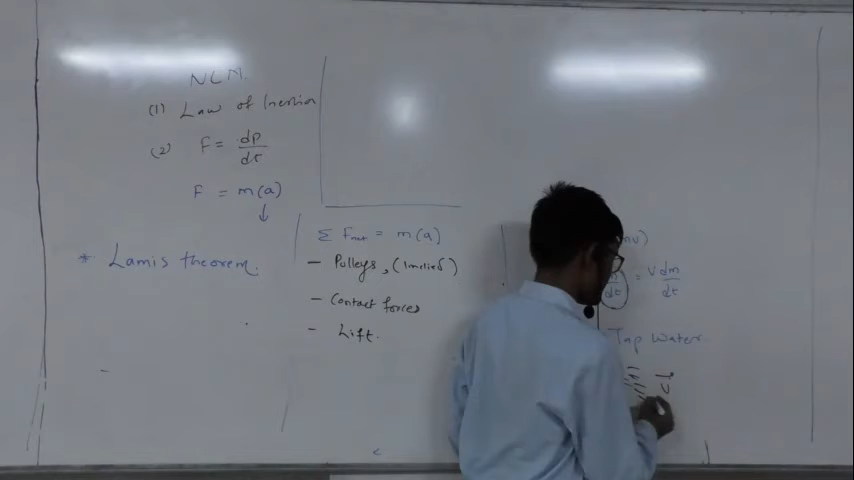 NLM.
(1) Law of Inertia
(2) F = dp/dt
F = m(a)
* Lamis theorem.
Σ Fnet = m(a)
- Pulleys,
- Contact forces
- Lift.
mv)
dt = v dm/dt
Tap Water